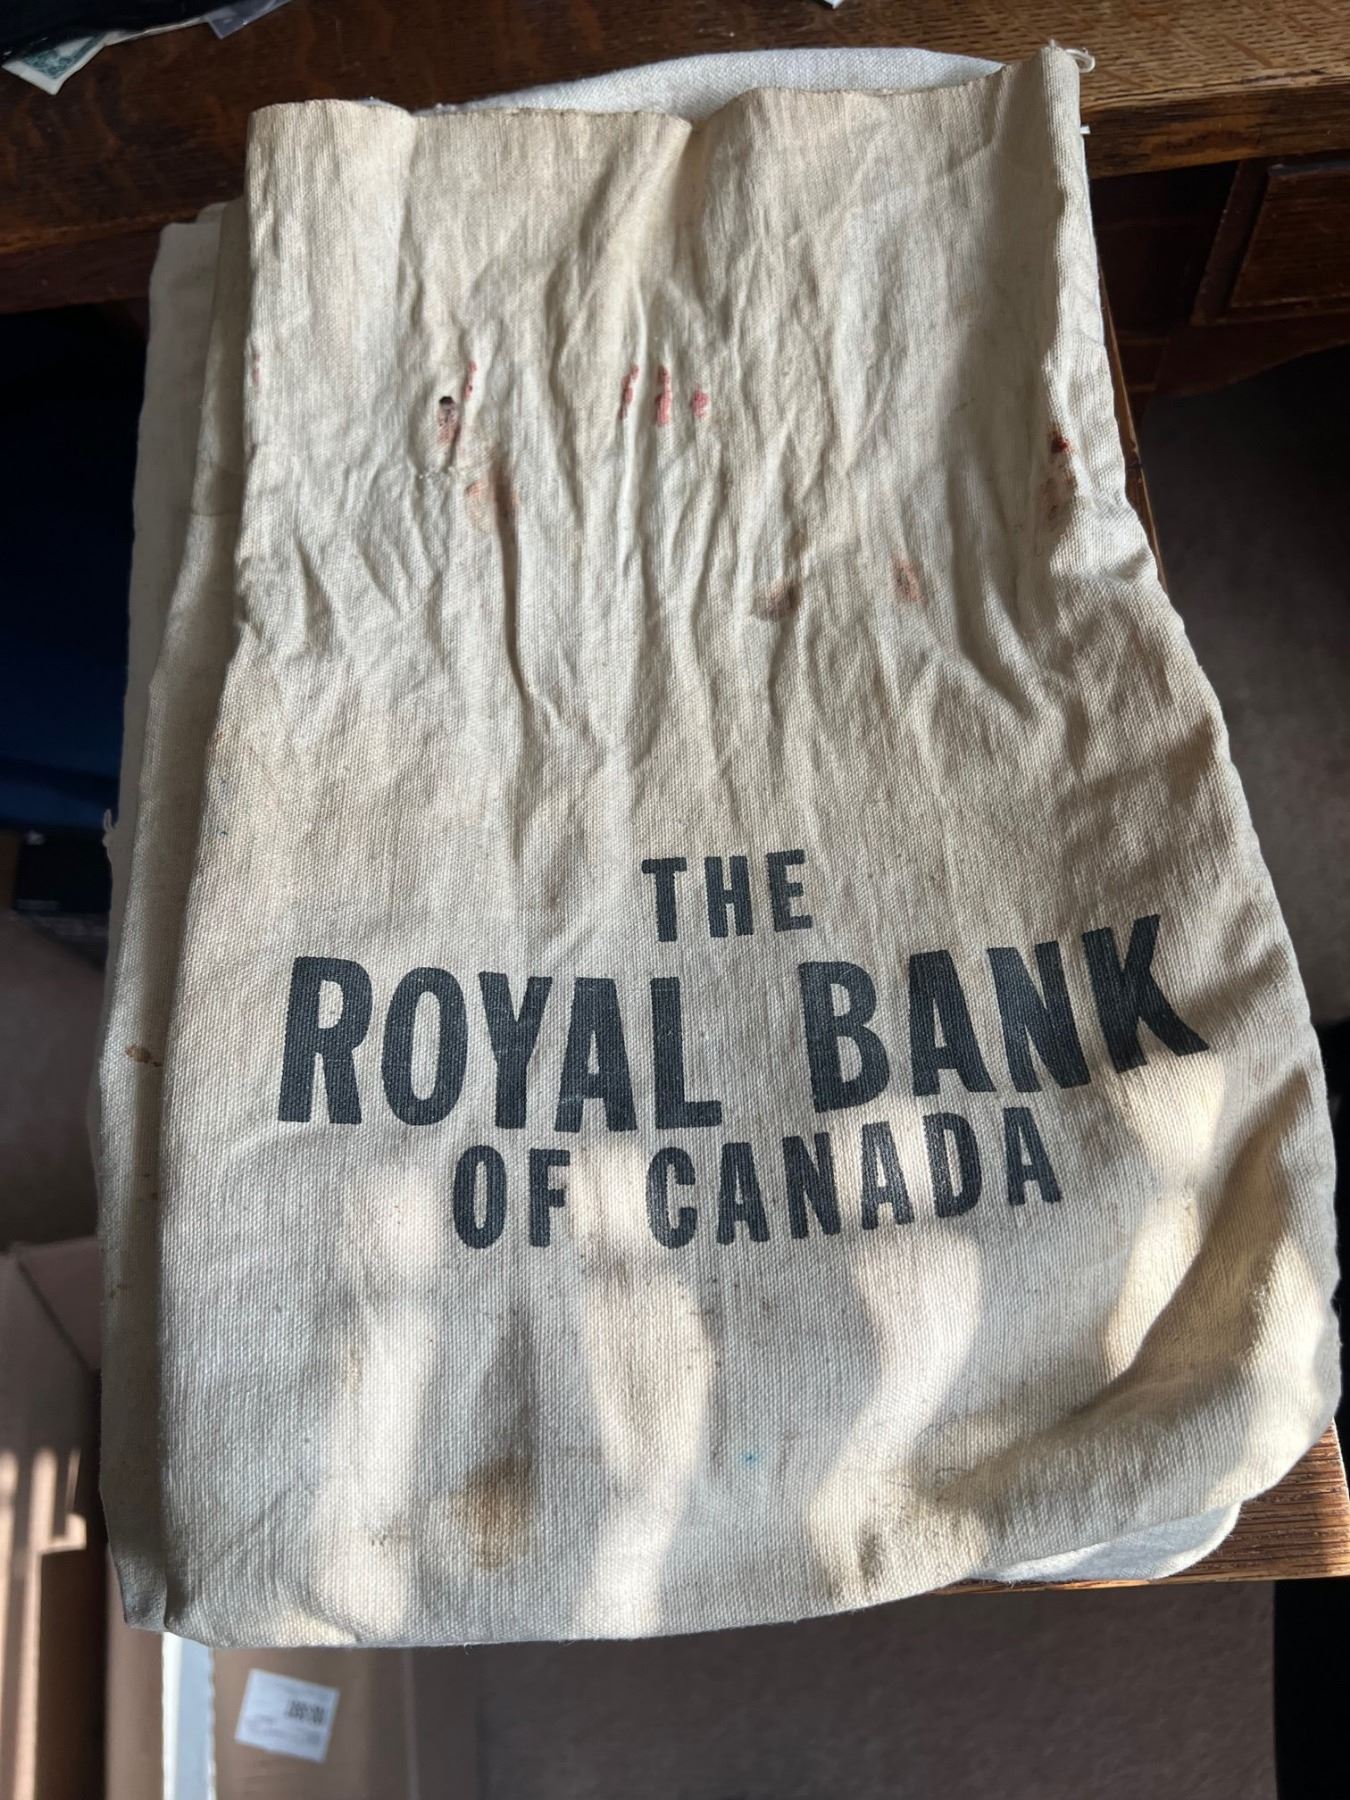 THE
ROYAL BANK
OF CANADA